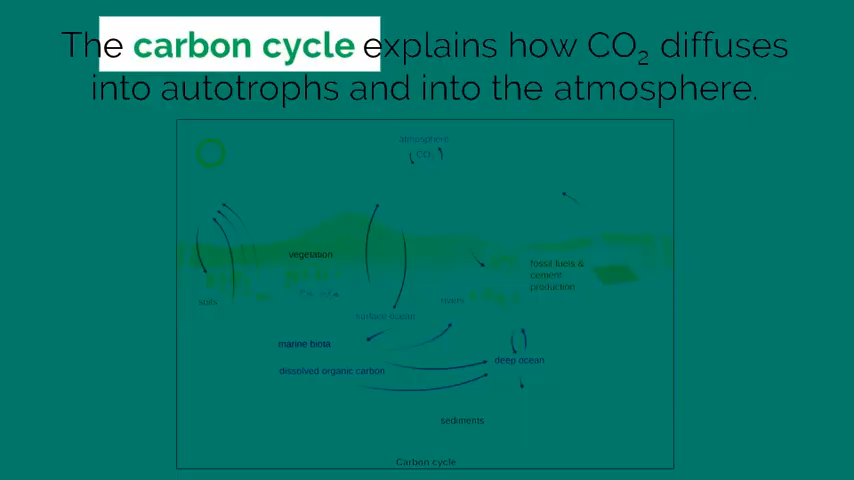 The carbon cycle explains how CO₂ diffuses
into autotrophs and into the atmosphere.
atmosphere
CO₂
vegetation
fossil fuels &
cement
production
soils
rivers
surface ocean
marine biota
deep ocean
dissolved organic carbon
sediments
Carbon cycle